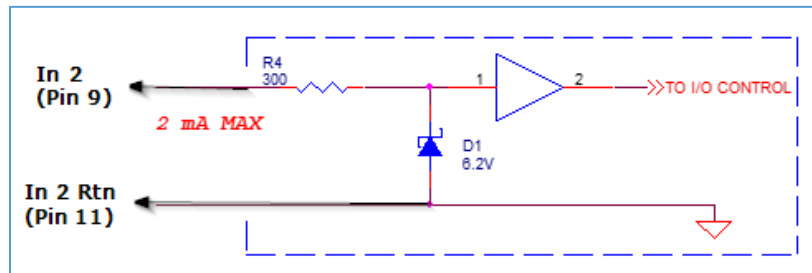 R4
In 2
(Pin 9)
300
1
2
TO I/O CONTROL
2 mA MAX
D1
6.2V
In 2 Rtn
(Pin 11)